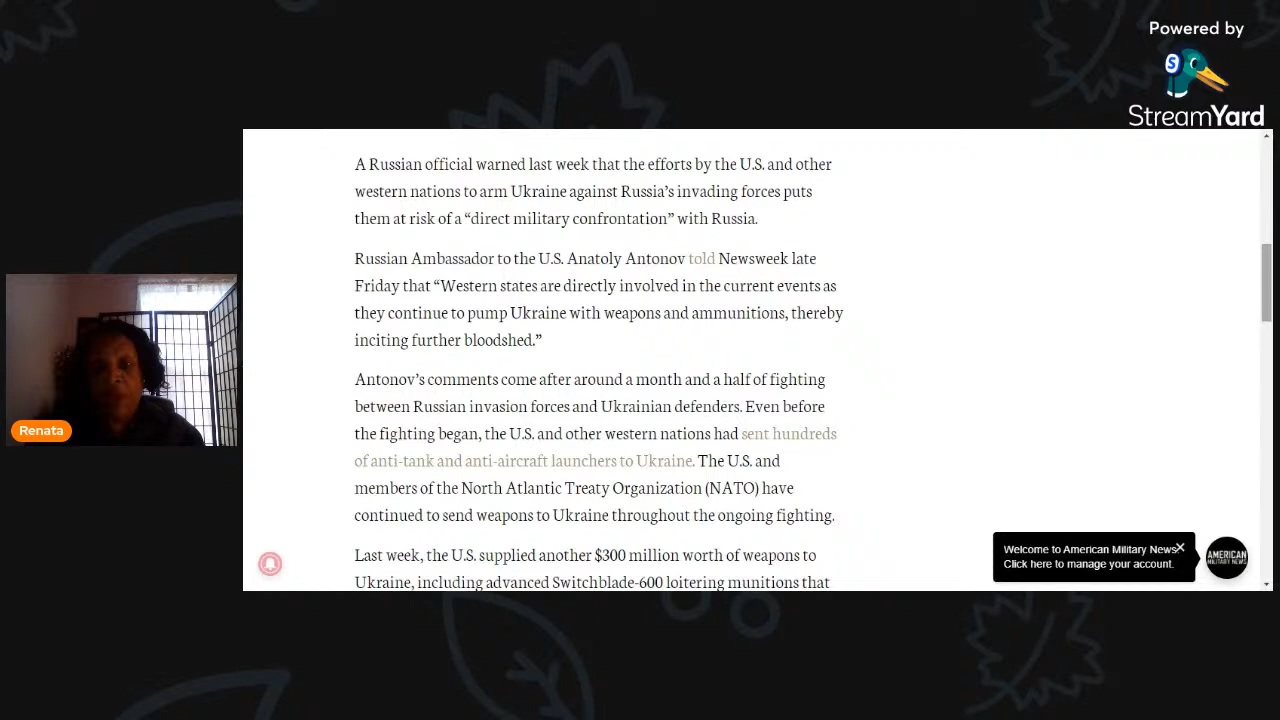 Powered by
S
StreamYard
A Russian official warned last week that the efforts by the U.S. and other
western nations to arm Ukraine against Russia’s invading forces puts
them at risk of a “direct military confrontation” with Russia.
Russian Ambassador to the U.S. Anatoly Antonov told Newsweek late
Friday that “Western states are directly involved in the current events as
they continue to pump Ukraine with weapons and ammunitions, thereby
inciting further bloodshed.”
Antonov’s comments come after around a month and a half of fighting
between Russian invasion forces and Ukrainian defenders. Even before
the fighting began, the U.S. and other western nations had sent hundreds
of anti-tank and anti-aircraft launchers to Ukraine. The U.S. and
members of the North Atlantic Treaty Organization (NATO) have
continued to send weapons to Ukraine throughout the ongoing fighting.
Last week, the U.S. supplied another $300 million worth of weapons to
Ukraine, including advanced Switchblade-600 loitering munitions that
Renata
Welcome to American Military News
Click here to manage your account.
AMERICAN
MILITARY NEWS